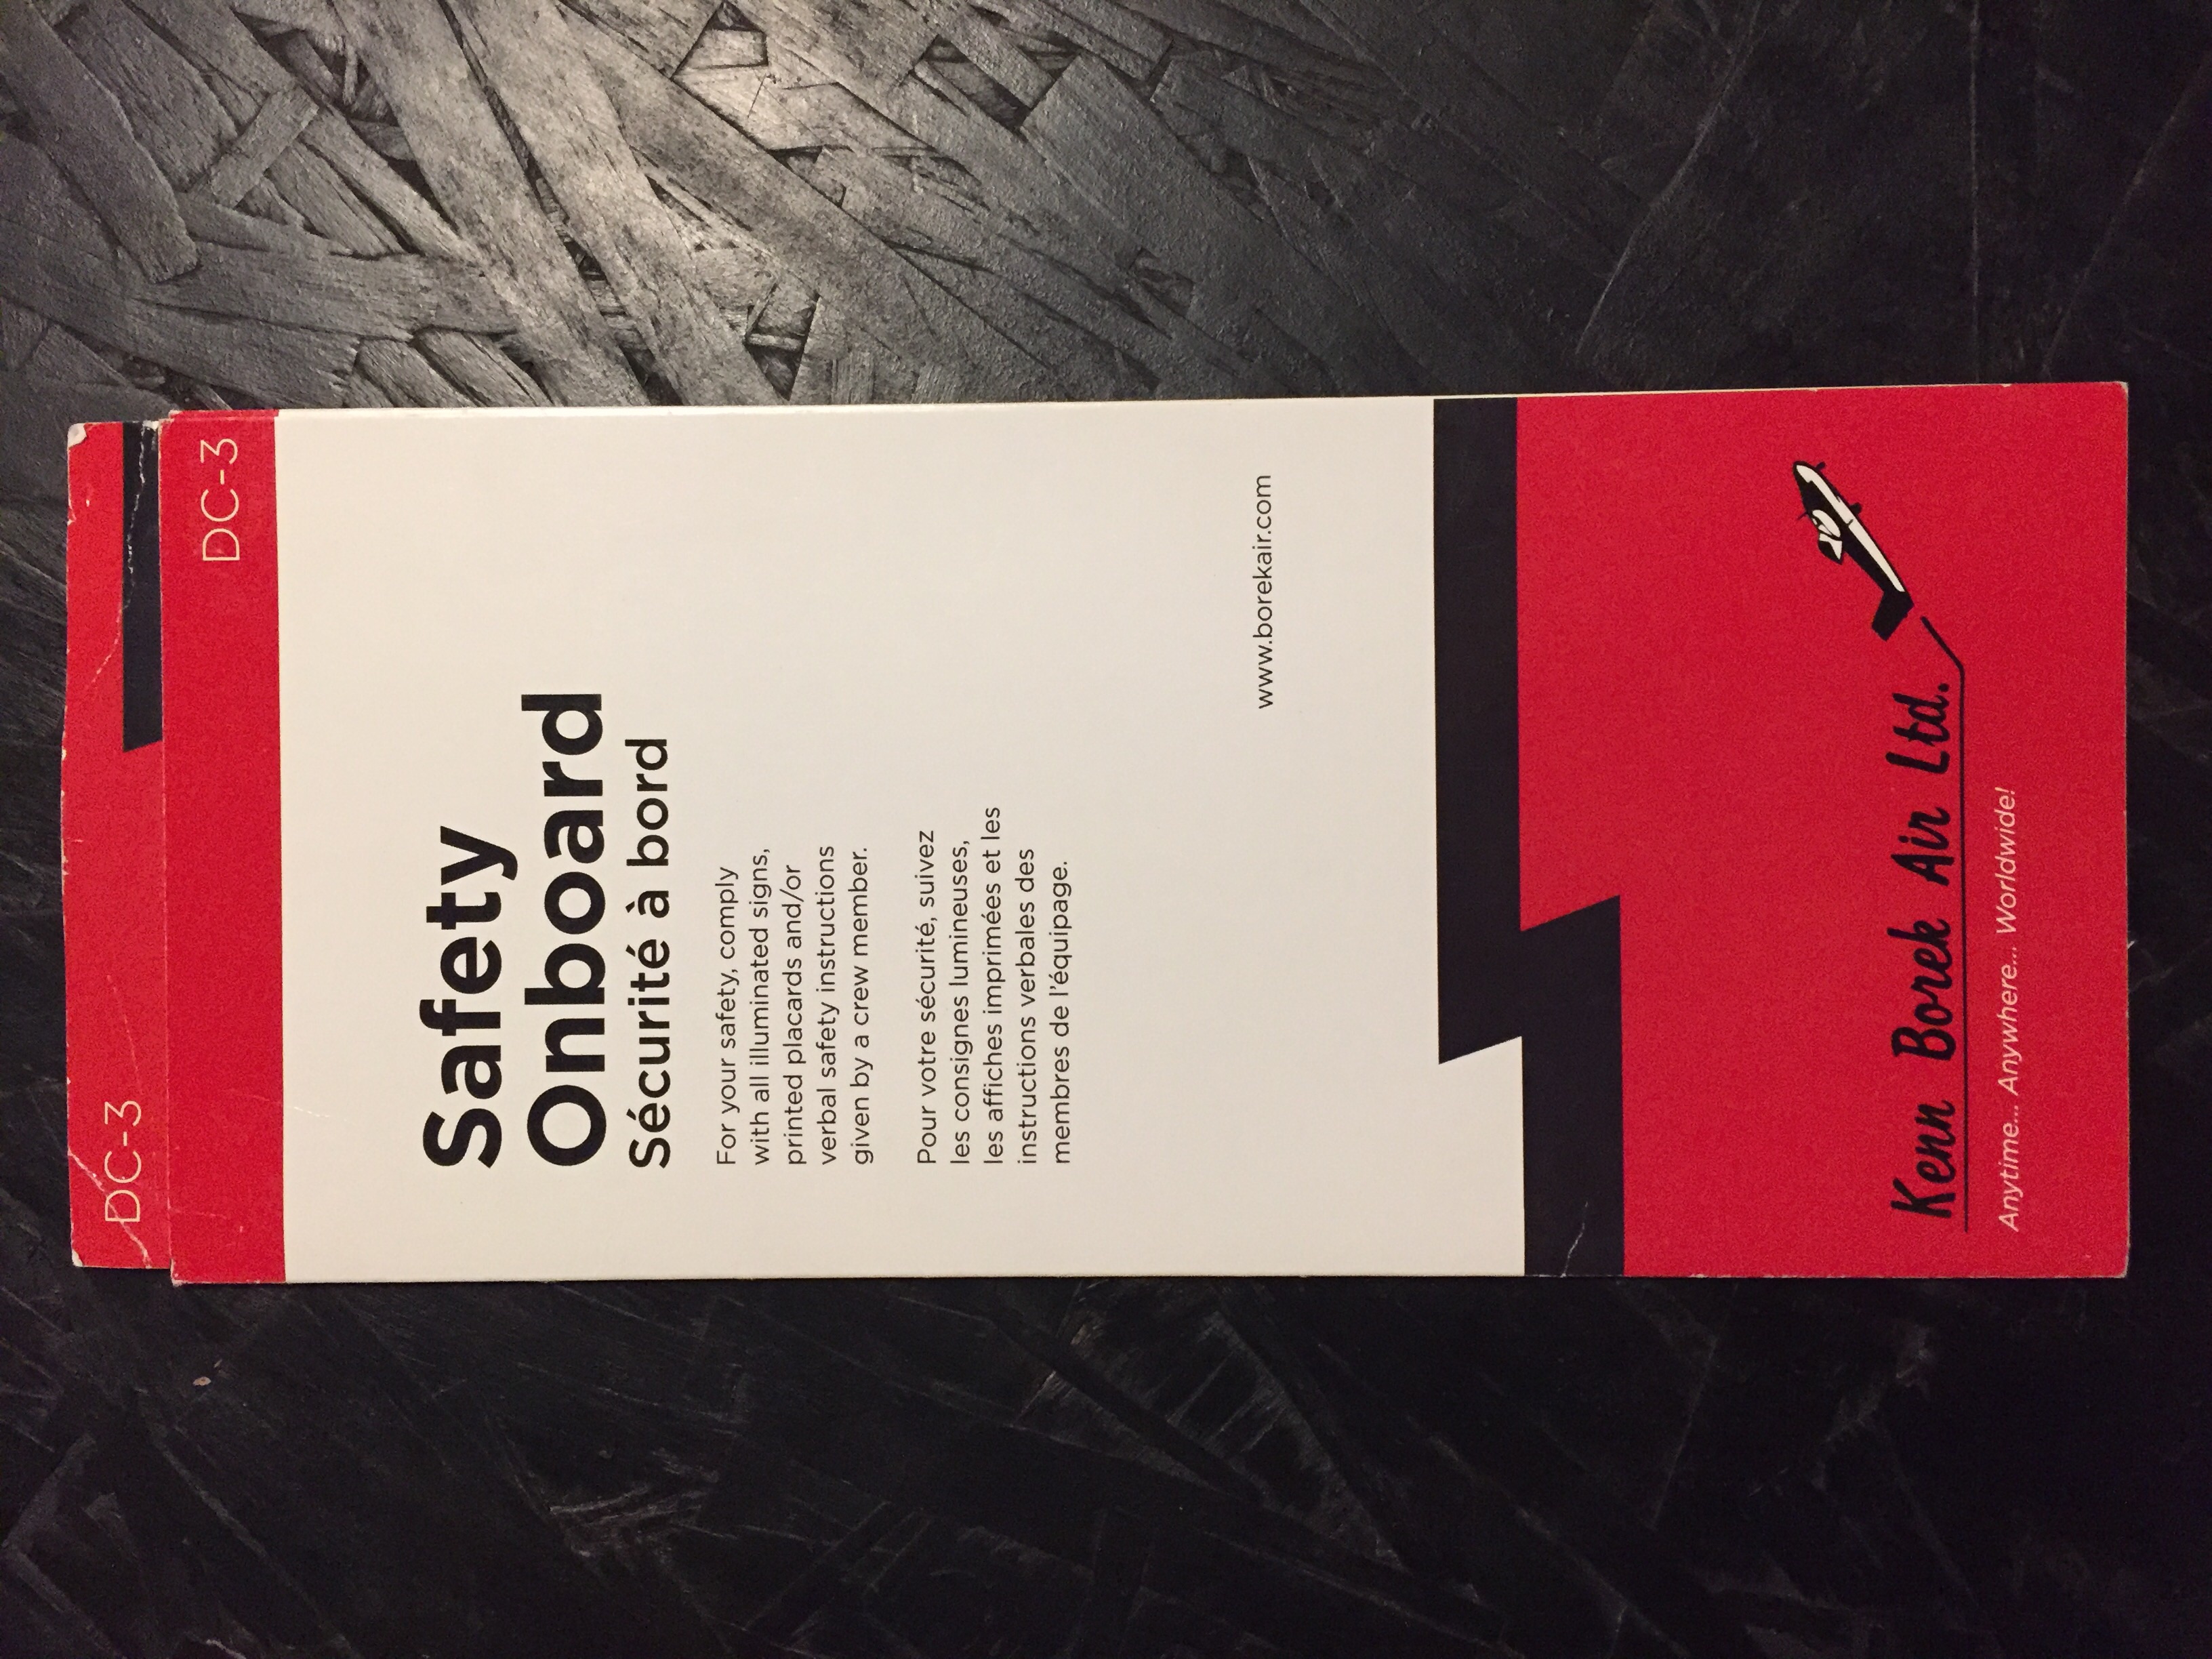 DC-3
DC-3
Safety
Onboard
Sécurité à bord
For your safety, comply
with all illuminated signs,
printed placards and/or
verbal safety instructions
given by a crew member.
Pour votre sécurité, suivez
les consignes lumineuses,
les affiches imprimées et les
instructions verbales des
membres de l'équipage.
www.borekair.com
Kenn Borek Air Ltd.
Anytime... Anywhere... Worldwide!